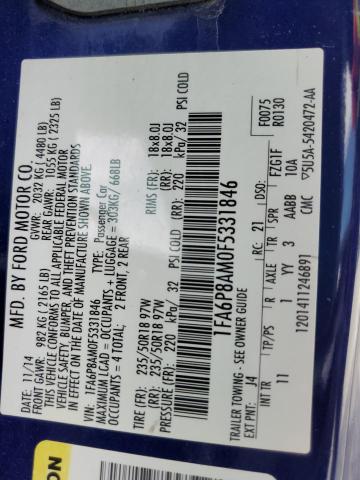 MFD. BY FORD MOTOR CO.
DATE: 11/14 GVWR: 2032 KG ( 4480 LB)
FRONT GAWR: 982 KG ( 2165 LB) REAR GAWR: 1055 KG ( 2325 LB)
THIS VEHICLE CONFORMS TO ALL APPLICABLE FEDERAL MOTOR
VEHICLE SAFETY, BUMPER, AND THEFT PREVENTION STANDARDS
IN EFFECT ON THE DATE OF MANUFACTURE SHOWN ABOVE.
VIN: 1FA6P8AM0F5331846 TYPE: Passenger Car
MAXIMUM LOAD = OCCUPANTS + LUGGAGE = 303KG/ 668LB
OCCUPANTS = 4 TOTAL: 2 FRONT, 2 REAR
TIRE (FR): 235/50R18 97W RIMS (FR): 18x8.0J
TIRE (RR): 235/50R18 97W (RR): 18x8.0J
PRESSURE (FR): 220 kPa/ 32 PSI COLD (RR): 220 kPa/ 32 PSI COLD
1FA6P8AM0F5331846
F0075
R0130
TRAILER TOWING - SEE OWNER GUIDE
EXT PNT: J4 RC: 21 DSO:
INT TR TP/PS R AXLE TR SPR FZG1F
11 1 YY 3 AABB 10A
1201411246891 CMC ▽5U5A-5420472-AA
ON